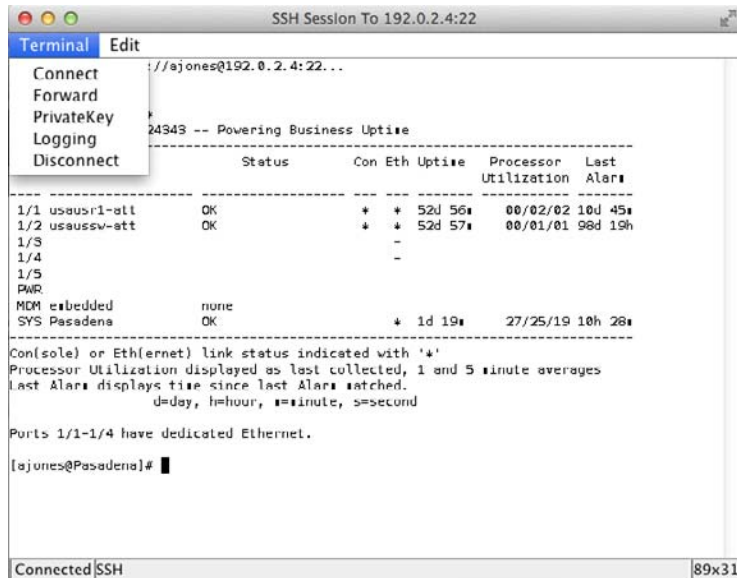 SSH Session To 192.0.2.4:22
Terminal Edit
Connect
Forward
PrivateKey
Logging
Disconnect
://ajones@192.0.2.4:22...
*
24343 -- Powering Business Uptime
Status Con Eth Uptime Processor Last
Utilization Alarm
---- ------------------ ------------------ --- --- ------- ----------- -------
1/1 usausr1-att OK * * 52d 56m 00/02/02 10d 45m
1/2 usaussw-att OK * * 52d 57m 00/01/01 98d 19h
1/3 -
1/4 -
1/5
PWR
MDM embedded none
SYS Pasadena OK * 1d 19m 27/25/19 10h 28m
--------------------------------------------------------------------------------
Con(sole) or Eth(ernet) link status indicated with '*'
Processor Utilization displayed as last collected, 1 and 5 minute averages
Last Alarm displays time since last Alarm matched.
d=day, h=hour, m=minute, s=second
Ports 1/1-1/4 have dedicated Ethernet.
[ajones@Pasadena]#
Connected SSH 89x31